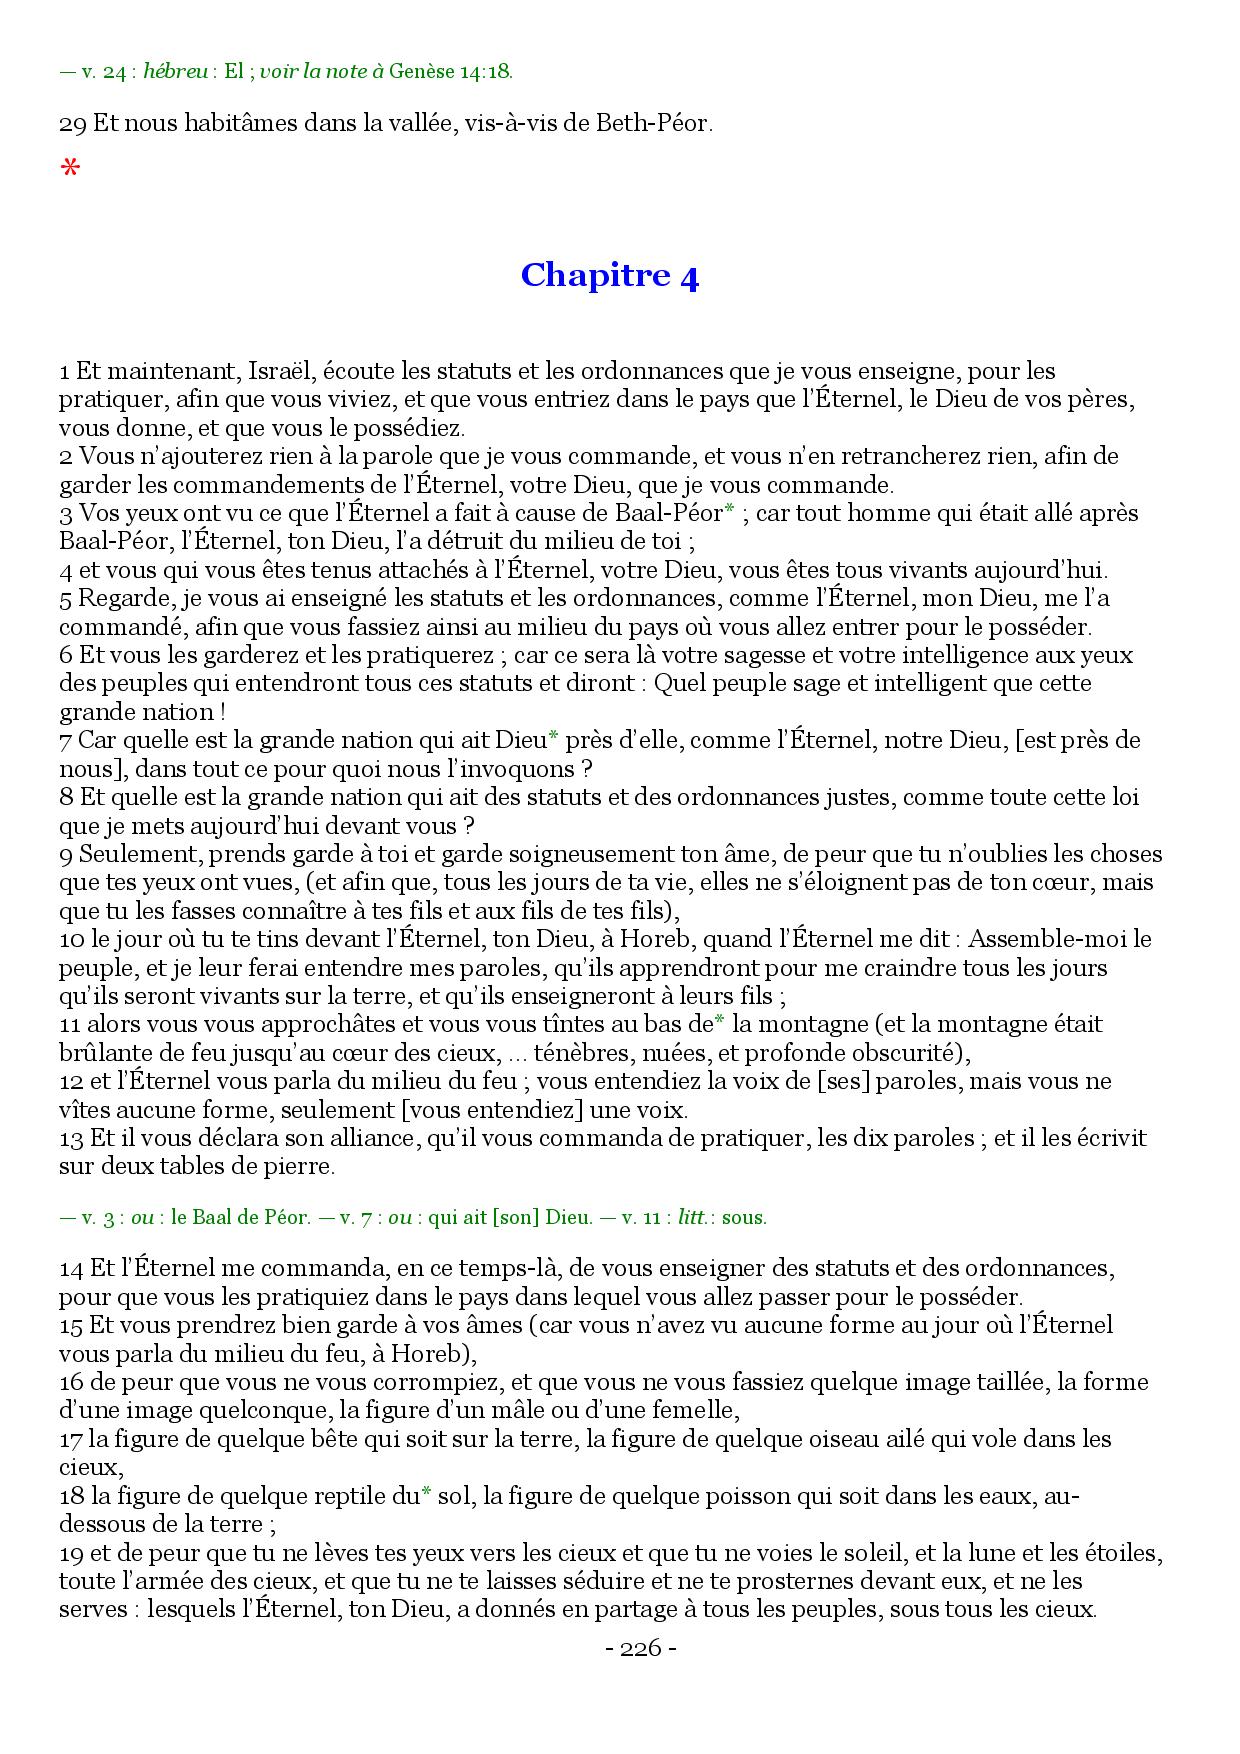 — v. 24 : hébreu : El ; voir la note à Genèse 14:18.
29 Et nous habitâmes dans la vallée, vis-à-vis de Beth-Péor.
*
Chapitre 4
1 Et maintenant, Israël, écoute les statuts et les ordonnances que je vous enseigne, pour les
pratiquer, afin que vous viviez, et que vous entriez dans le pays que l’Éternel, le Dieu de vos pères,
vous donne, et que vous le possédiez.
2 Vous n’ajouterez rien à la parole que je vous commande, et vous n’en retrancherez rien, afin de
garder les commandements de l’Éternel, votre Dieu, que je vous commande.
3 Vos yeux ont vu ce que l’Éternel a fait à cause de Baal-Péor* ; car tout homme qui était allé après
Baal-Péor, l’Éternel, ton Dieu, l’a détruit du milieu de toi ;
4 et vous qui vous êtes tenus attachés à l’Éternel, votre Dieu, vous êtes tous vivants aujourd’hui.
5 Regarde, je vous ai enseigné les statuts et les ordonnances, comme l’Éternel, mon Dieu, me l’a
commandé, afin que vous fassiez ainsi au milieu du pays où vous allez entrer pour le posséder.
6 Et vous les garderez et les pratiquerez ; car ce sera là votre sagesse et votre intelligence aux yeux
des peuples qui entendront tous ces statuts et diront : Quel peuple sage et intelligent que cette
grande nation !
7 Car quelle est la grande nation qui ait Dieu* près d’elle, comme l’Éternel, notre Dieu, [est près de
nous], dans tout ce pour quoi nous l’invoquons ?
8 Et quelle est la grande nation qui ait des statuts et des ordonnances justes, comme toute cette loi
que je mets aujourd’hui devant vous ?
9 Seulement, prends garde à toi et garde soigneusement ton âme, de peur que tu n’oublies les choses
que tes yeux ont vues, (et afin que, tous les jours de ta vie, elles ne s’éloignent pas de ton cœur, mais
que tu les fasses connaître à tes fils et aux fils de tes fils),
10 le jour où tu te tins devant l’Éternel, ton Dieu, à Horeb, quand l’Éternel me dit : Assemble-moi le
peuple, et je leur ferai entendre mes paroles, qu’ils apprendront pour me craindre tous les jours
qu’ils seront vivants sur la terre, et qu’ils enseigneront à leurs fils ;
11 alors vous vous approchâtes et vous vous tîntes au bas de* la montagne (et la montagne était
brûlante de feu jusqu’au cœur des cieux, … ténèbres, nuées, et profonde obscurité),
12 et l’Éternel vous parla du milieu du feu ; vous entendiez la voix de [ses] paroles, mais vous ne
vîtes aucune forme, seulement [vous entendiez] une voix.
13 Et il vous déclara son alliance, qu’il vous commanda de pratiquer, les dix paroles ; et il les écrivit
sur deux tables de pierre.
— v. 3 : ou : le Baal de Péor. — v. 7 : ou : qui ait [son] Dieu. — v. 11 : litt. : sous.
14 Et l’Éternel me commanda, en ce temps-là, de vous enseigner des statuts et des ordonnances,
pour que vous les pratiquiez dans le pays dans lequel vous allez passer pour le posséder.
15 Et vous prendrez bien garde à vos âmes (car vous n’avez vu aucune forme au jour où l’Éternel
vous parla du milieu du feu, à Horeb),
16 de peur que vous ne vous corrompiez, et que vous ne vous fassiez quelque image taillée, la forme
d’une image quelconque, la figure d’un mâle ou d’une femelle,
17 la figure de quelque bête qui soit sur la terre, la figure de quelque oiseau ailé qui vole dans les
cieux,
18 la figure de quelque reptile du* sol, la figure de quelque poisson qui soit dans les eaux, au-
dessous de la terre ;
19 et de peur que tu ne lèves tes yeux vers les cieux et que tu ne voies le soleil, et la lune et les étoiles,
toute l’armée des cieux, et que tu ne te laisses séduire et ne te prosternes devant eux, et ne les
serves : lesquels l’Éternel, ton Dieu, a donnés en partage à tous les peuples, sous tous les cieux.
- 226 -